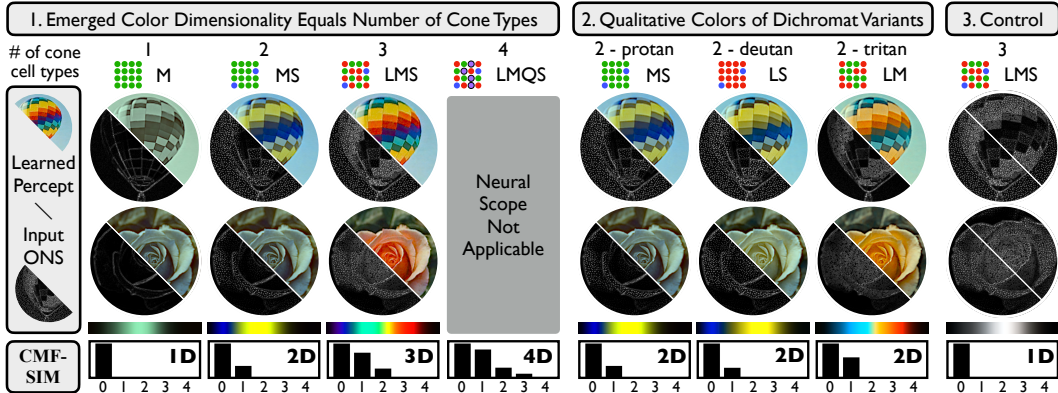 1. Emerged Color Dimensionality Equals Number of Cone Types
2. Qualitative Colors of Dichromat Variants
3. Control
# of cone
cell types
1
2
3
4
2 - protan
2 - deutan
2 - tritan
3
M
MS
LMS
LMQS
MS
LS
LM
LMS
Learned
Percept
Input
ONS
Neural
Scope
Not
Applicable
CMF-
SIM
1D
2D
3D
4D
2D
2D
2D
1D
0 1 2 3 4
0 1 2 3 4
0 1 2 3 4
0 1 2 3 4
0 1 2 3 4
0 1 2 3 4
0 1 2 3 4
0 1 2 3 4